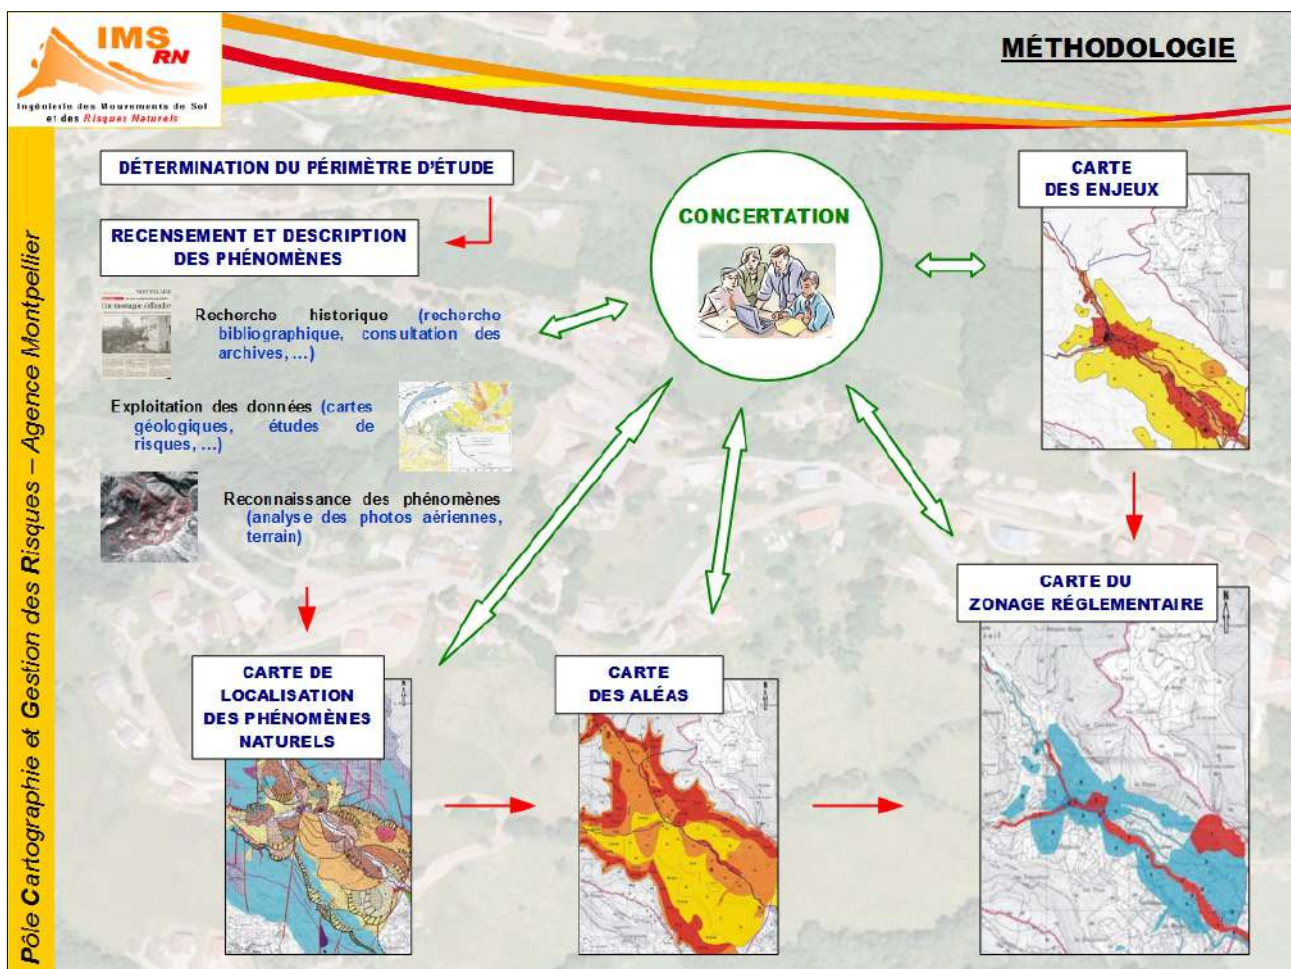 IMS
RN
Ingénierie des Mouvements de Sol
et des Risques Naturels
MÉTHODOLOGIE
Pôle Cartographie et Gestion des Risques – Agence Montpellier
DÉTERMINATION DU PÉRIMÈTRE D'ÉTUDE
RECENSEMENT ET DESCRIPTION
DES PHÉNOMÈNES
Recherche historique (recherche
bibliographique, consultation des
archives, ...)
Exploitation des données (cartes
géologiques, études de
risques, ...)
Reconnaissance des phénomènes
(analyse des photos aériennes,
terrain)
CONCERTATION
CARTE
DES ENJEUX
CARTE DE
LOCALISATION
DES PHÉNOMÈNES
NATURELS
CARTE
DES ALÉAS
CARTE DU
ZONAGE RÉGLEMENTAIRE